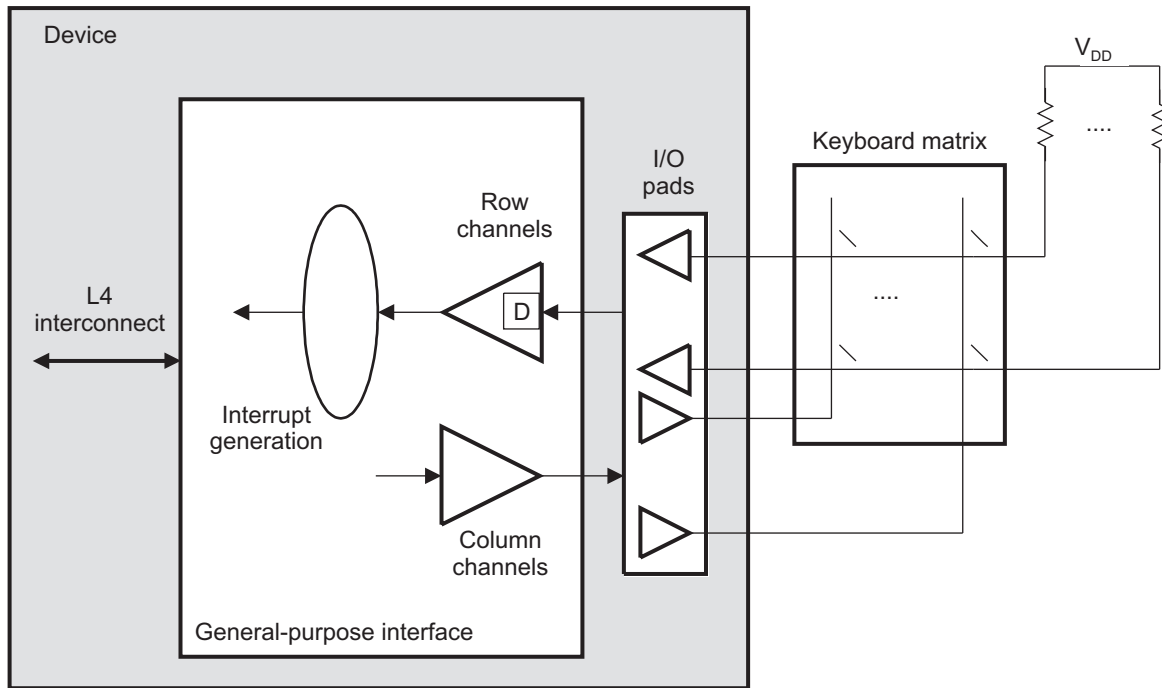 Device
V_DD
....
Keyboard matrix
I/O
pads
Row
channels
D
L4
interconnect
....
Interrupt
generation
Column
channels
General-purpose interface